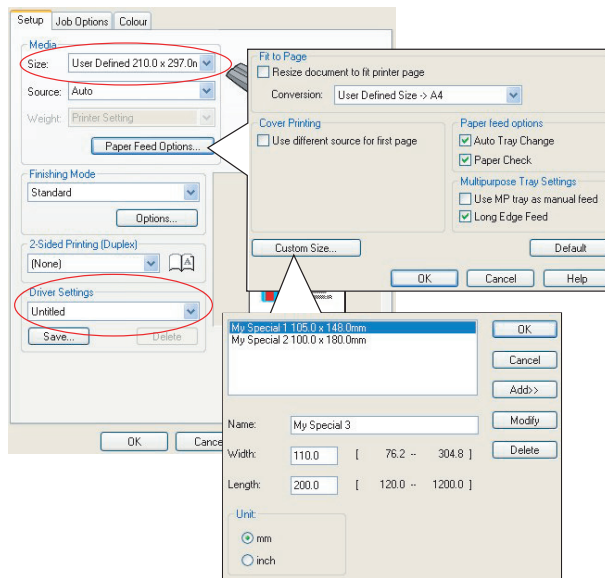 Setup Job Options Colour
Media
Size: User Defined 210.0 x 297.0n
Source: Auto
Weight: Printer Setting
Paper Feed Options...
Finishing Mode
Standard
Options...
2-Sided Printing (Duplex)
(None)
A
Driver Settings
Untitled
Save... Delete
OK Cance
Fit to Page
Resize document to fit printer page
Conversion: User Defined Size -> A4
Cover Printing
Use different source for first page
Paper feed options
Auto Tray Change
Paper Check
Multipurpose Tray Settings
Use MP tray as manual feed
Long Edge Feed
Custom Size... Default
OK Cancel Help
My Special 1 105.0 x 148.0mm
My Special 2 100.0 x 180.0mm
OK
Cancel
Add>>
Modify
Delete
Name: My Special 3
Width: 110.0 [ 76.2 -- 304.8 ]
Length: 200.0 [ 120.0 -- 1200.0 ]
Unit:
mm
inch